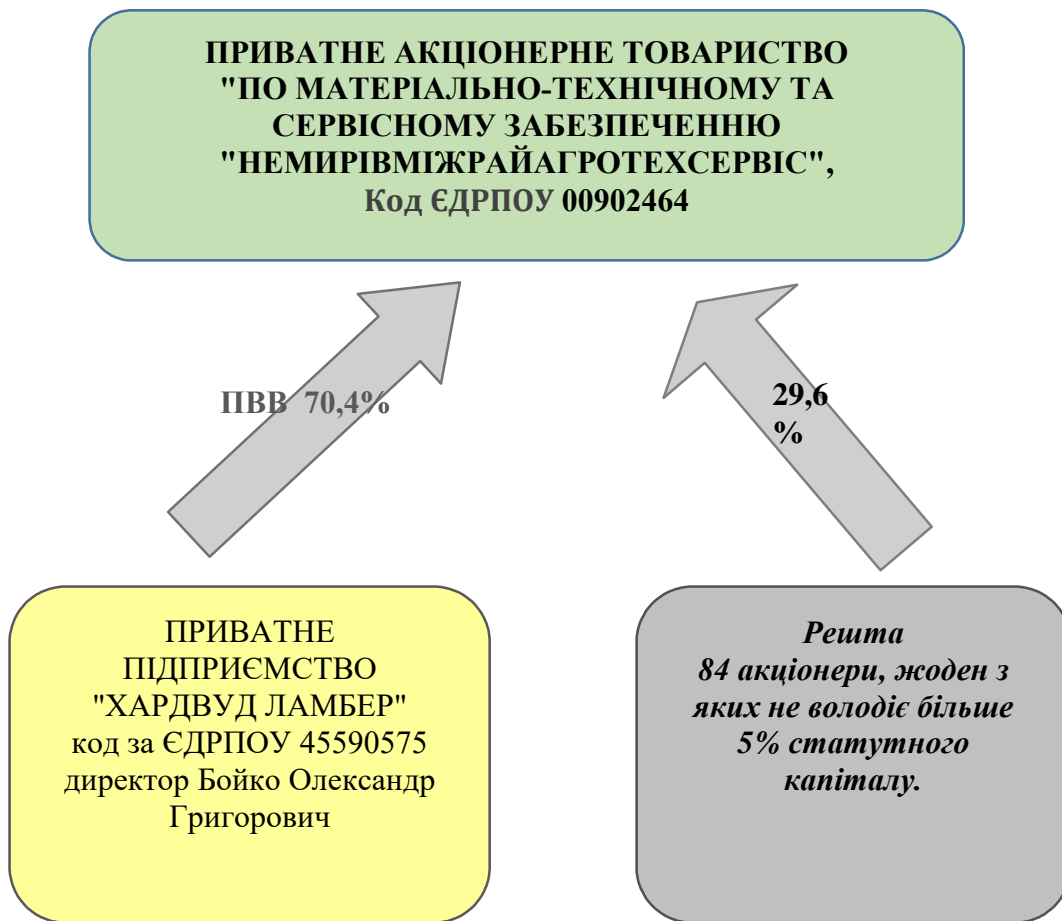 ПРИВАТНЕ АКЦІОНЕРНЕ ТОВАРИСТВО
"ПО МАТЕРІАЛЬНО-ТЕХНІЧНОМУ ТА
СЕРВІСНОМУ ЗАБЕЗПЕЧЕННЮ
"НЕМИРІВМІЖРАЙАГРОТЕХСЕРВІС",
Код ЄДРПОУ 00902464
ПВВ 70,4%
29,6
%
ПРИВАТНЕ
ПІДПРИЄМСТВО
"ХАРДВУД ЛАМБЕР"
код за ЄДРПОУ 45590575
директор Бойко Олександр
Григорович
Решта
84 акціонери, жоден з
яких не володіє більше
5% статутного
капіталу.